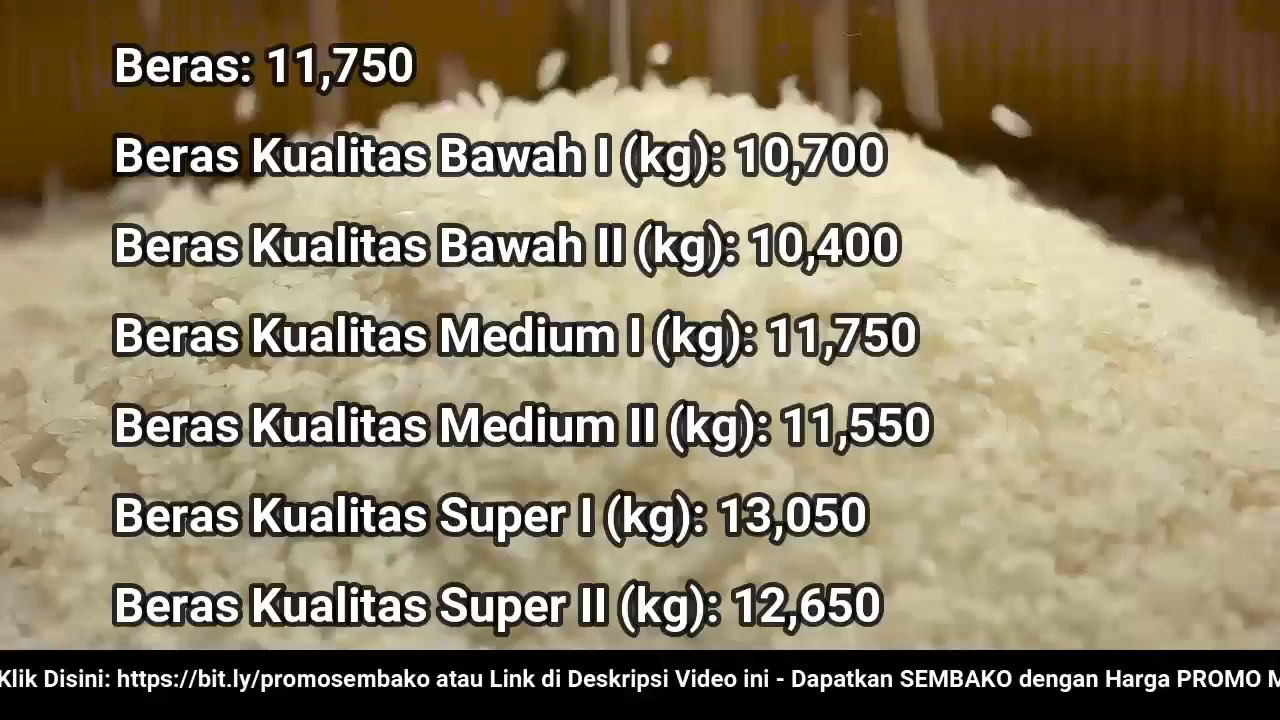 Beras: 11,750
Beras Kualitas Bawah I (kg): 10,700
Beras Kualitas Bawah II (kg): 10,400
Beras Kualitas Medium I (kg): 11,750
Beras Kualitas Medium II (kg): 11,550
Beras Kualitas Super I (kg): 13,050
Beras Kualitas Super II (kg): 12,650
Klik Disini: https://bit.ly/promosembako atau Link di Deskripsi Video ini - Dapatkan SEMBAKO dengan Harga PROMO M